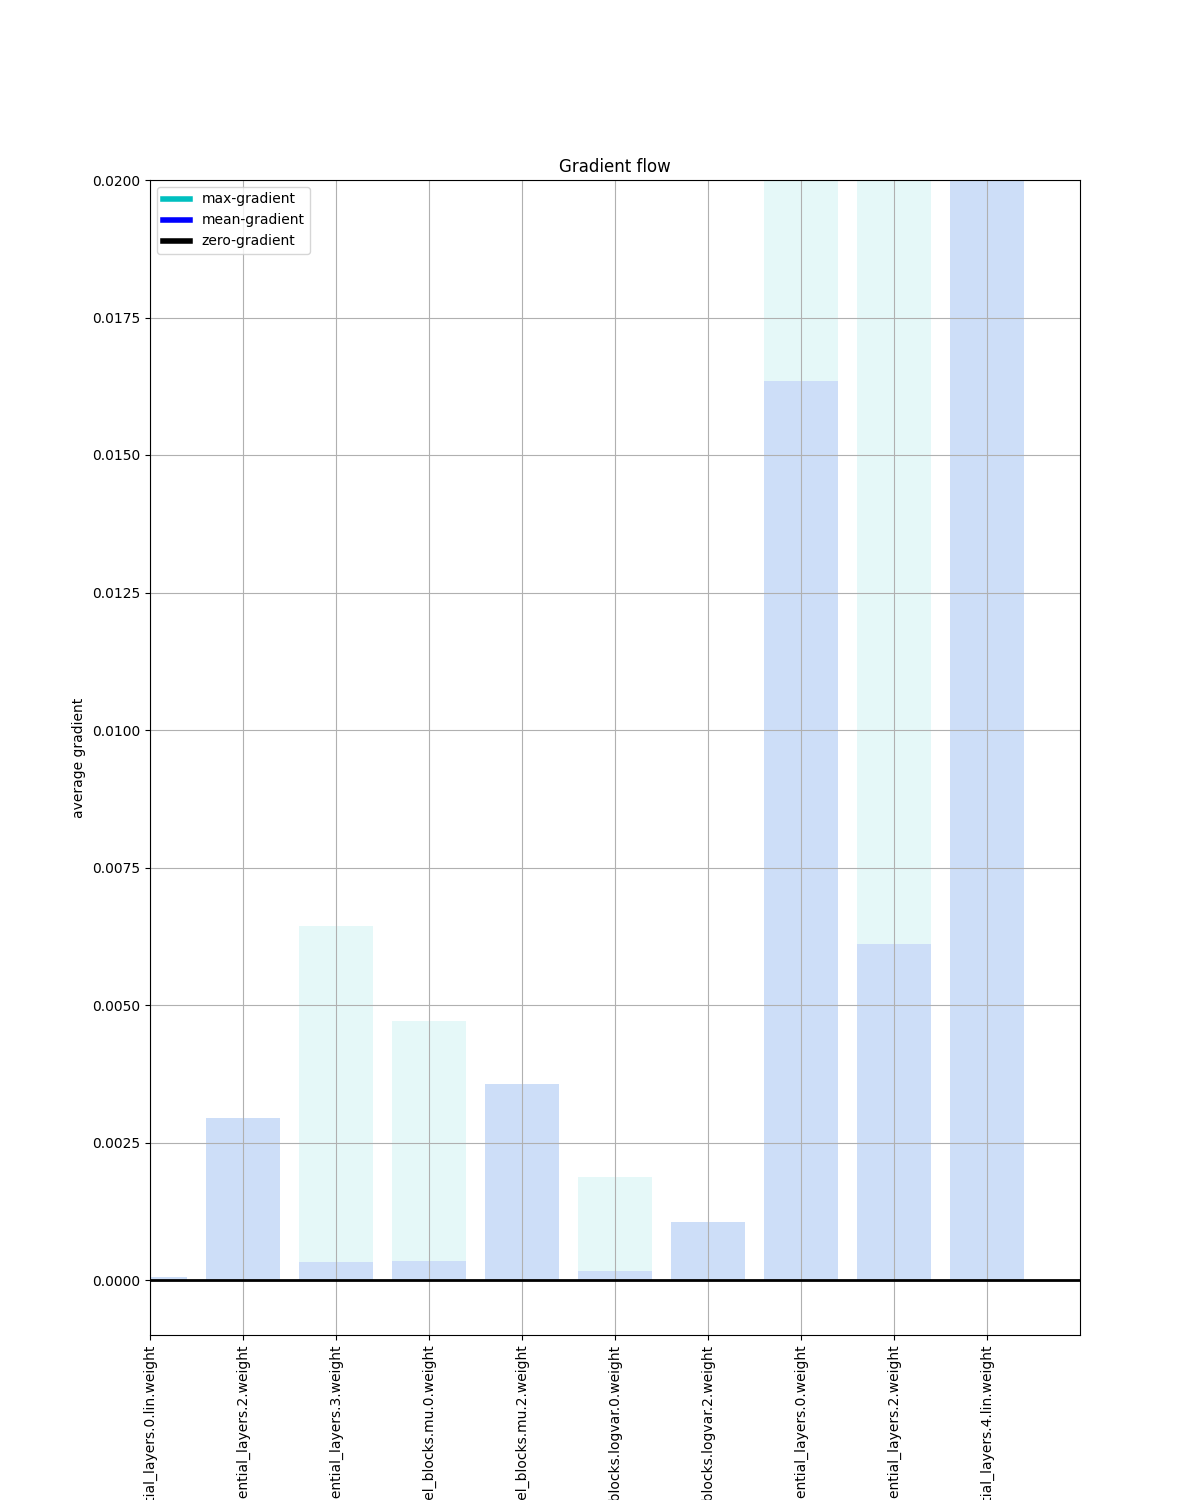 Gradient flow
max-gradient
mean-gradient
zero-gradient
0.0200
0.0175
0.0150
0.0125
0.0100
0.0075
0.0050
0.0025
0.0000
average gradient
tial_layers.0.lin.weight
ential_layers.2.weight
ential_layers.3.weight
el_blocks.mu.0.weight
el_blocks.mu.2.weight
blocks.logvar.0.weight
blocks.logvar.2.weight
ential_layers.0.weight
ential_layers.2.weight
tial_layers.4.lin.weight